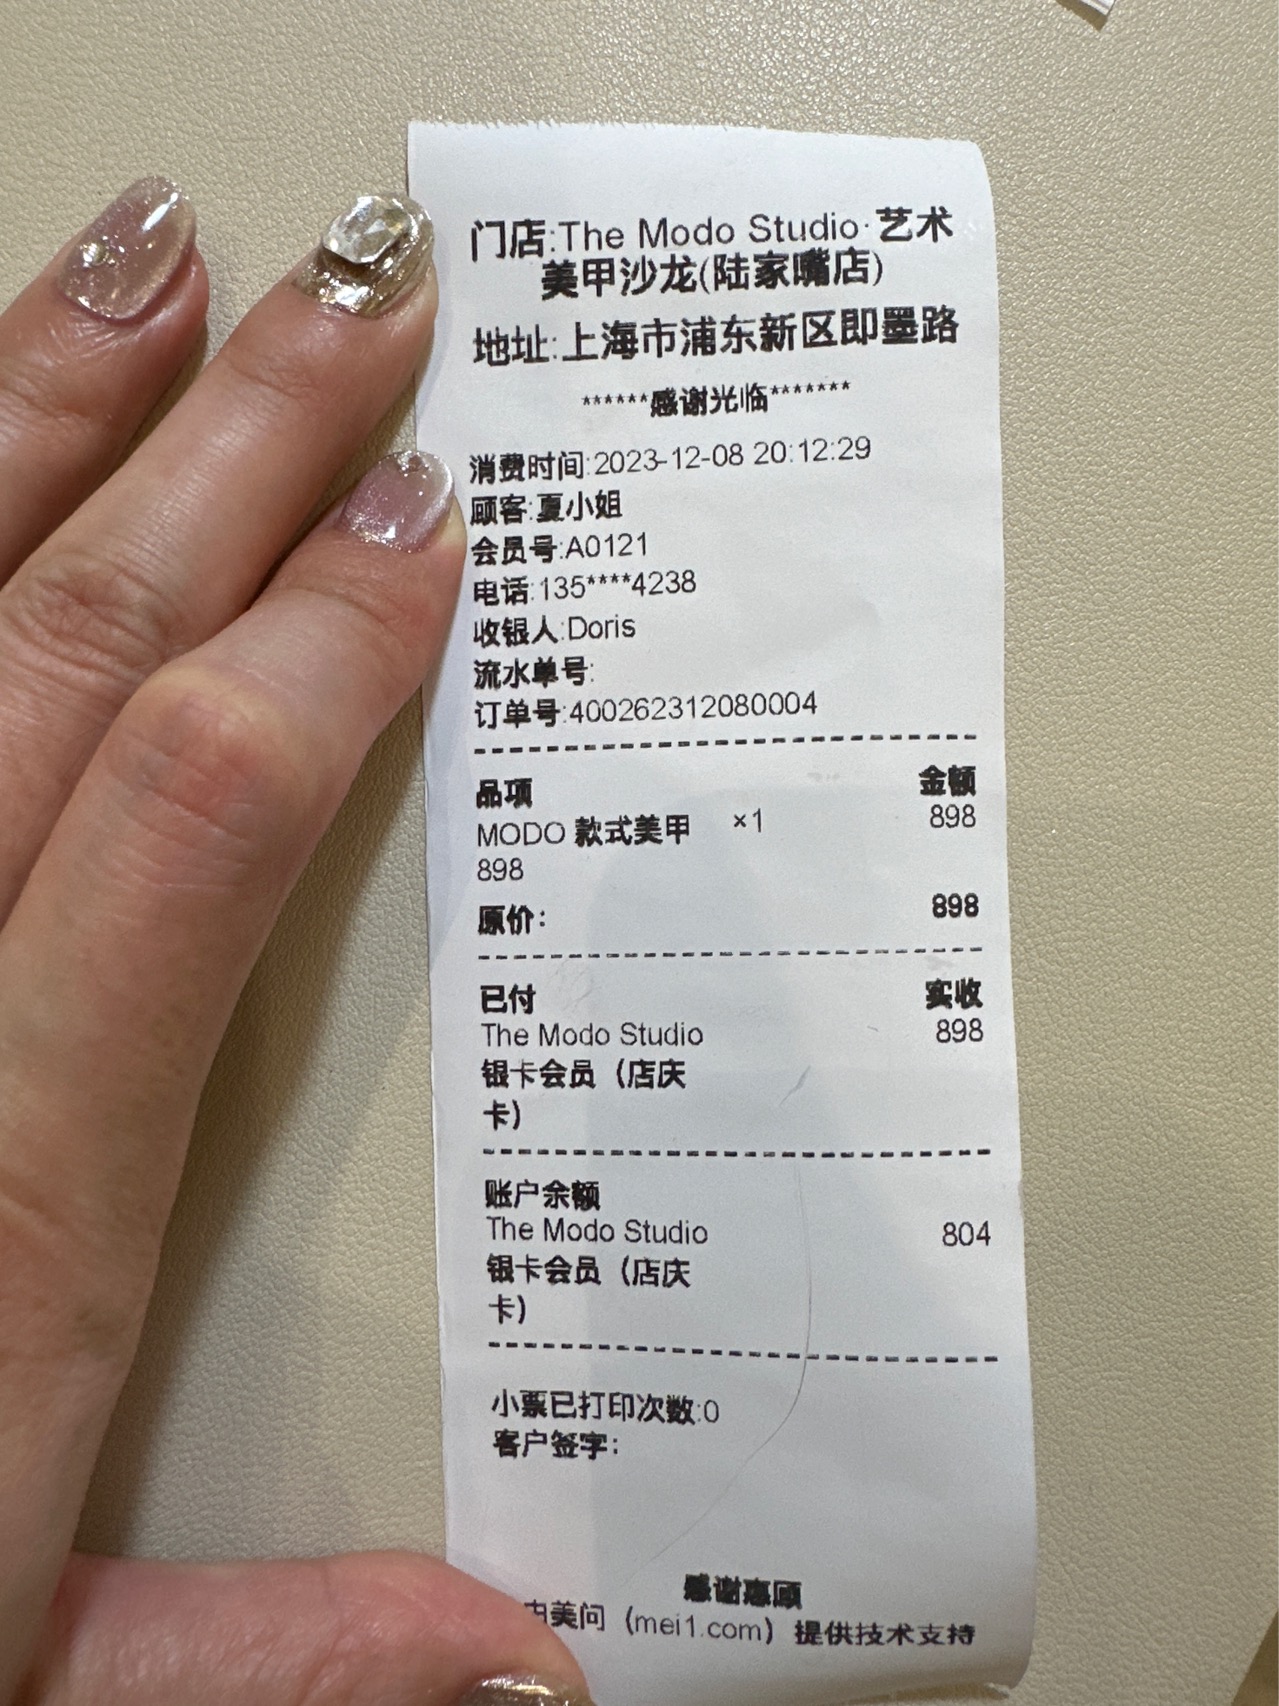 门店:The Modo Studio·艺术
美甲沙龙(陆家嘴店)
地址:上海市浦东新区即墨路
******感谢光临*******
消费时间:2023-12-08 20:12:29
顾客:夏小姐
会员号:A0121
电话:135****4238
收银人:Doris
流水单号:
订单号:400262312080004
品项 金额
MODO 款式美甲 ×1 898
898
原价: 898
已付 实收
The Modo Studio 898
银卡会员（店庆
卡）
账户余额
The Modo Studio 804
银卡会员（店庆
卡）
小票已打印次数:0
客户签字:
感谢惠顾
由美问（mei1.com）提供技术支持